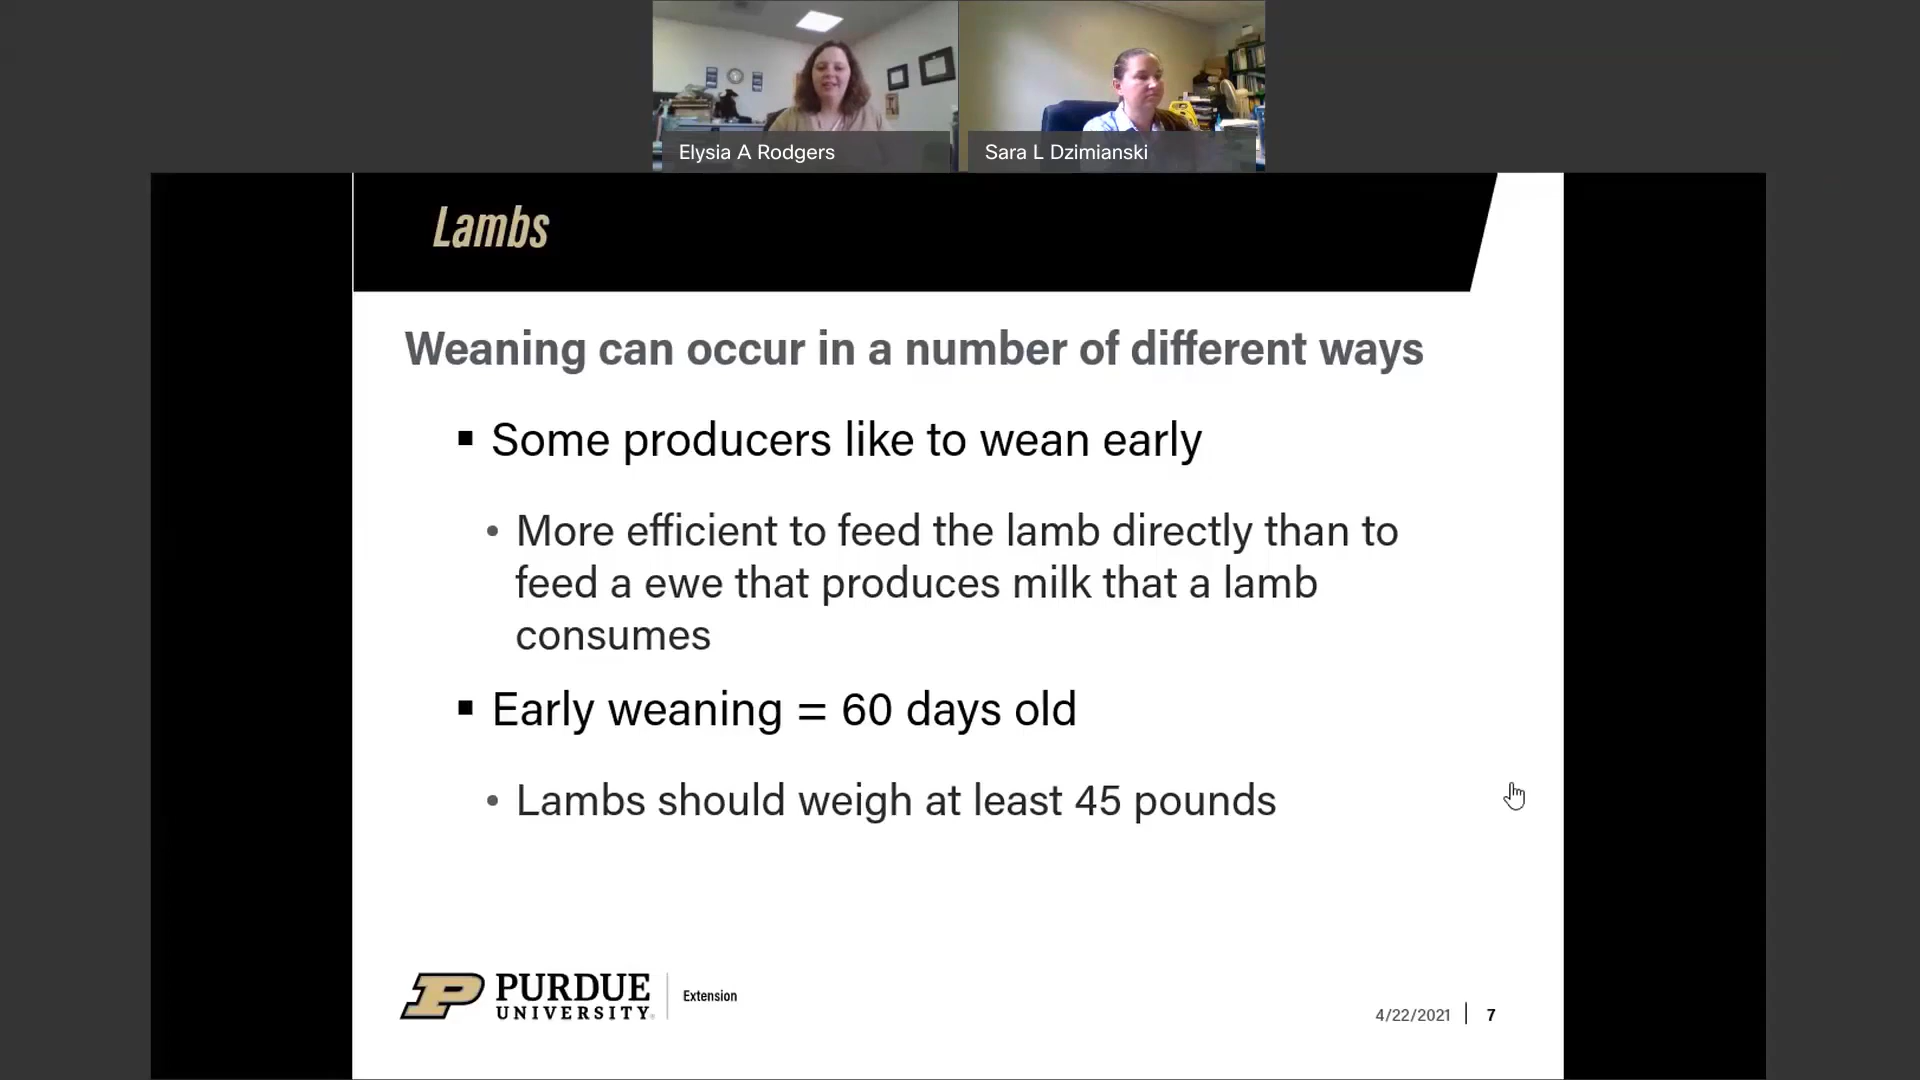 Elysia A Rodgers
Sara L Dzimianski
Lambs
Weaning can occur in a number of different ways
▪ Some producers like to wean early
• More efficient to feed the lamb directly than to
feed a ewe that produces milk that a lamb
consumes
▪ Early weaning = 60 days old
• Lambs should weigh at least 45 pounds
PURDUE
UNIVERSITY
Extension
4/22/2021 | 7